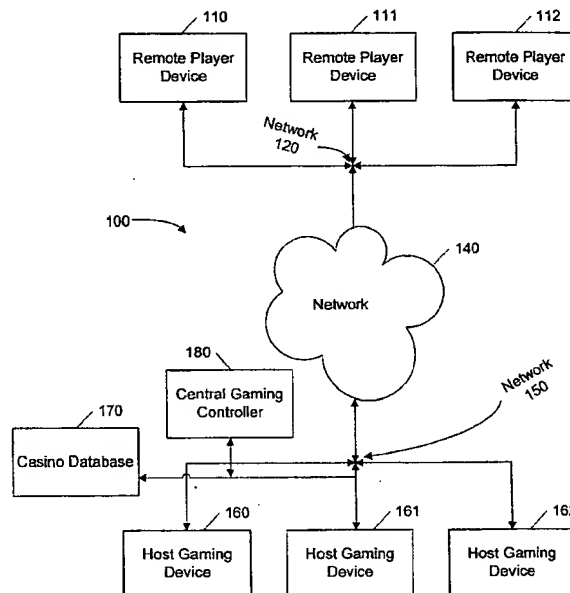 110
111
112
Remote Player
Device
Remote Player
Device
Remote Player
Device
Network
120
100
140
Network
180
Central Gaming
Controller
Network
150
170
Casino Database
160
161
Host Gaming
Device
Host Gaming
Device
Host Gaming
Device